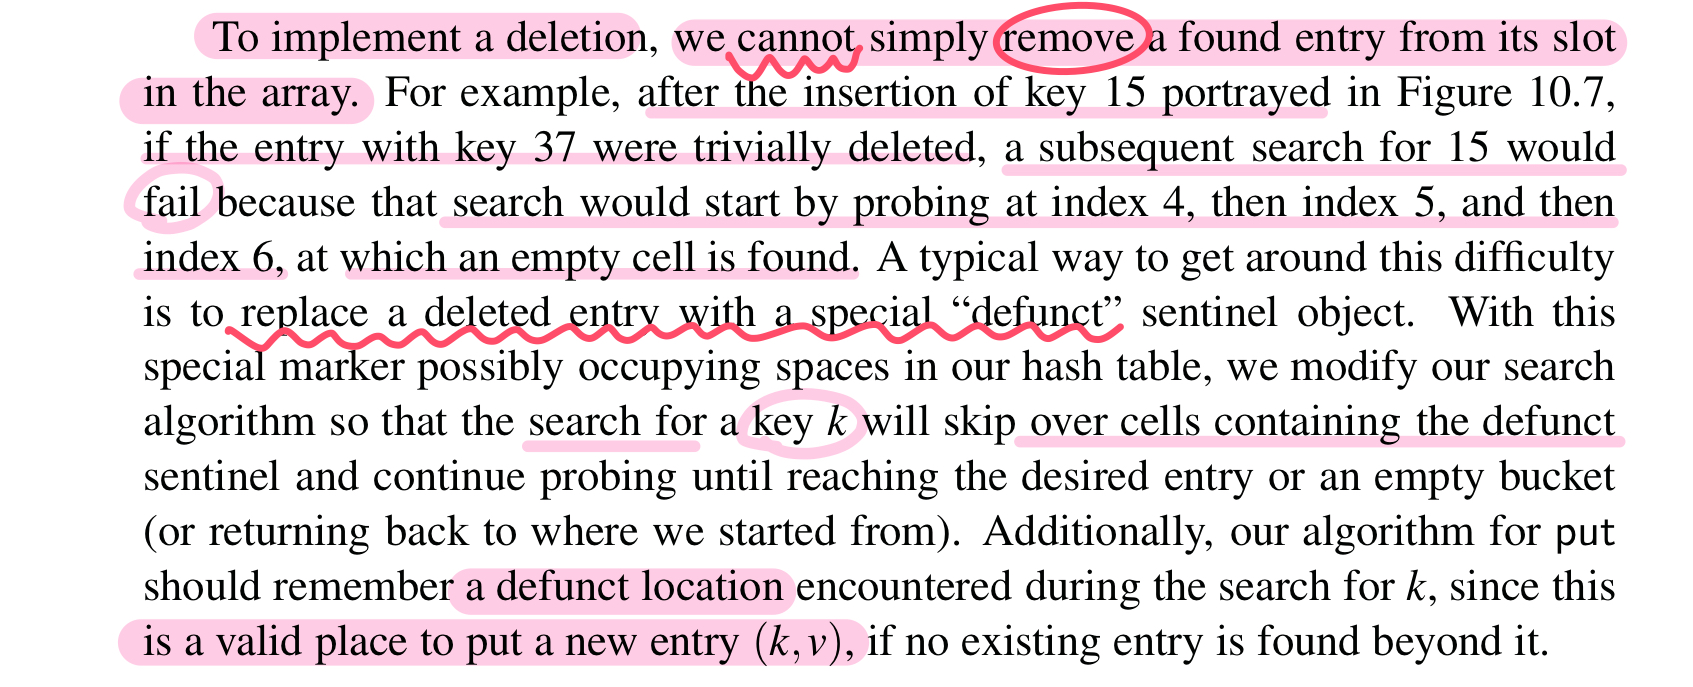 To implement a deletion, we cannot simply remove a found entry from its slot
in the array. For example, after the insertion of key 15 portrayed in Figure 10.7,
if the entry with key 37 were trivially deleted, a subsequent search for 15 would
fail because that search would start by probing at index 4, then index 5, and then
index 6, at which an empty cell is found. A typical way to get around this difficulty
is to replace a deleted entry with a special “defunct” sentinel object. With this
special marker possibly occupying spaces in our hash table, we modify our search
algorithm so that the search for a key k will skip over cells containing the defunct
sentinel and continue probing until reaching the desired entry or an empty bucket
(or returning back to where we started from). Additionally, our algorithm for put
should remember a defunct location encountered during the search for k, since this
is a valid place to put a new entry (k,v), if no existing entry is found beyond it.